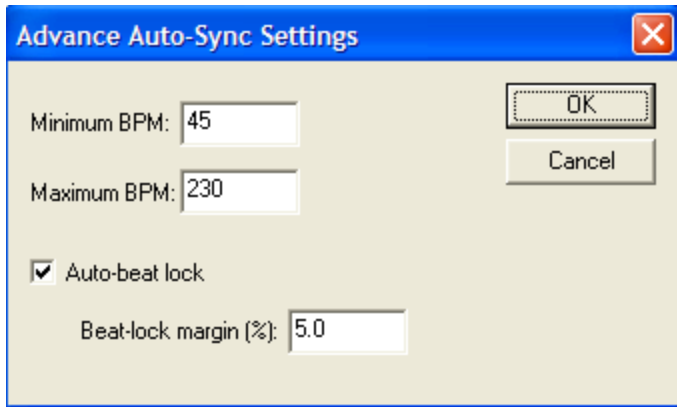 Advance Auto-Sync Settings
Minimum BPM: 45
OK
Maximum BPM: 230
Cancel
Auto-beat lock
Beat-lock margin (%): 5.0